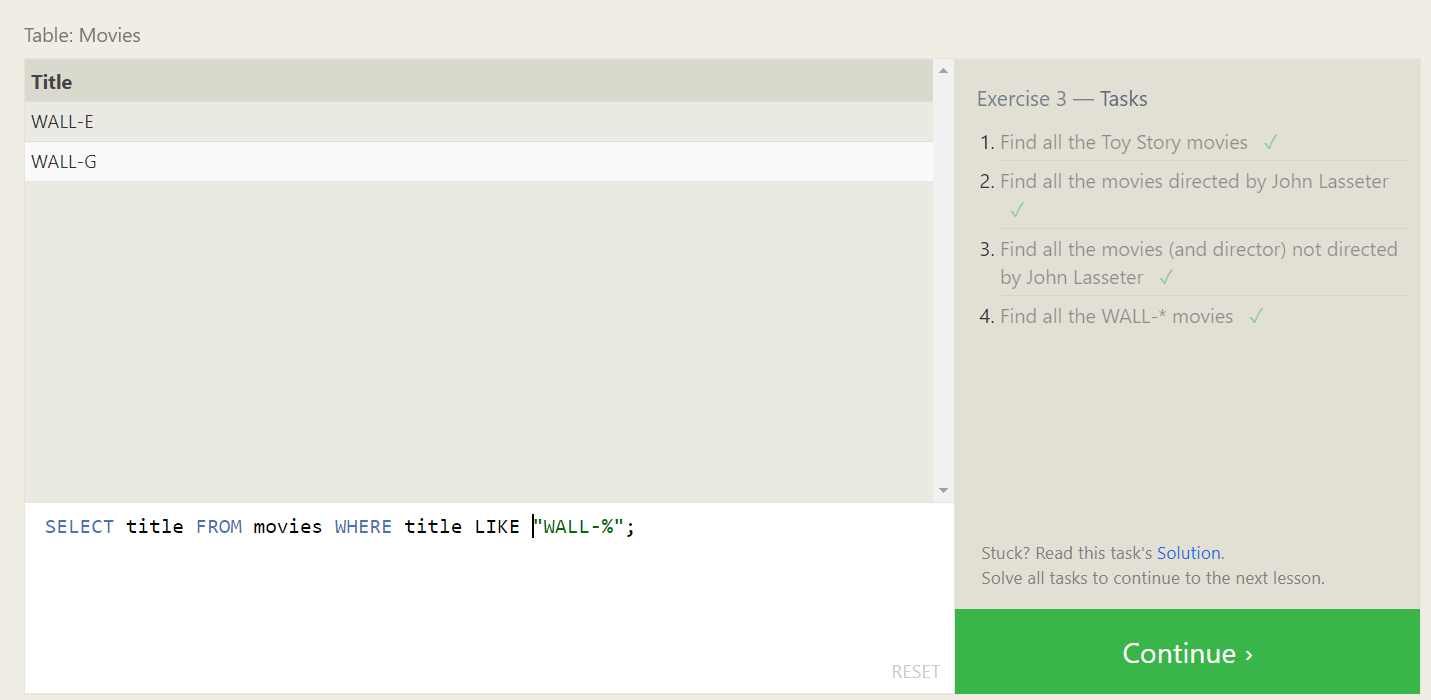 Table: Movies
Title
WALL-E
WALL-G
SELECT title FROM movies WHERE title LIKE "WALL-%";
RESET
Exercise 3 — Tasks
1. Find all the Toy Story movies ✓
2. Find all the movies directed by John Lasseter
✓
3. Find all the movies (and director) not directed
by John Lasseter ✓
4. Find all the WALL-* movies ✓
Stuck? Read this task's Solution.
Solve all tasks to continue to the next lesson.
Continue ›